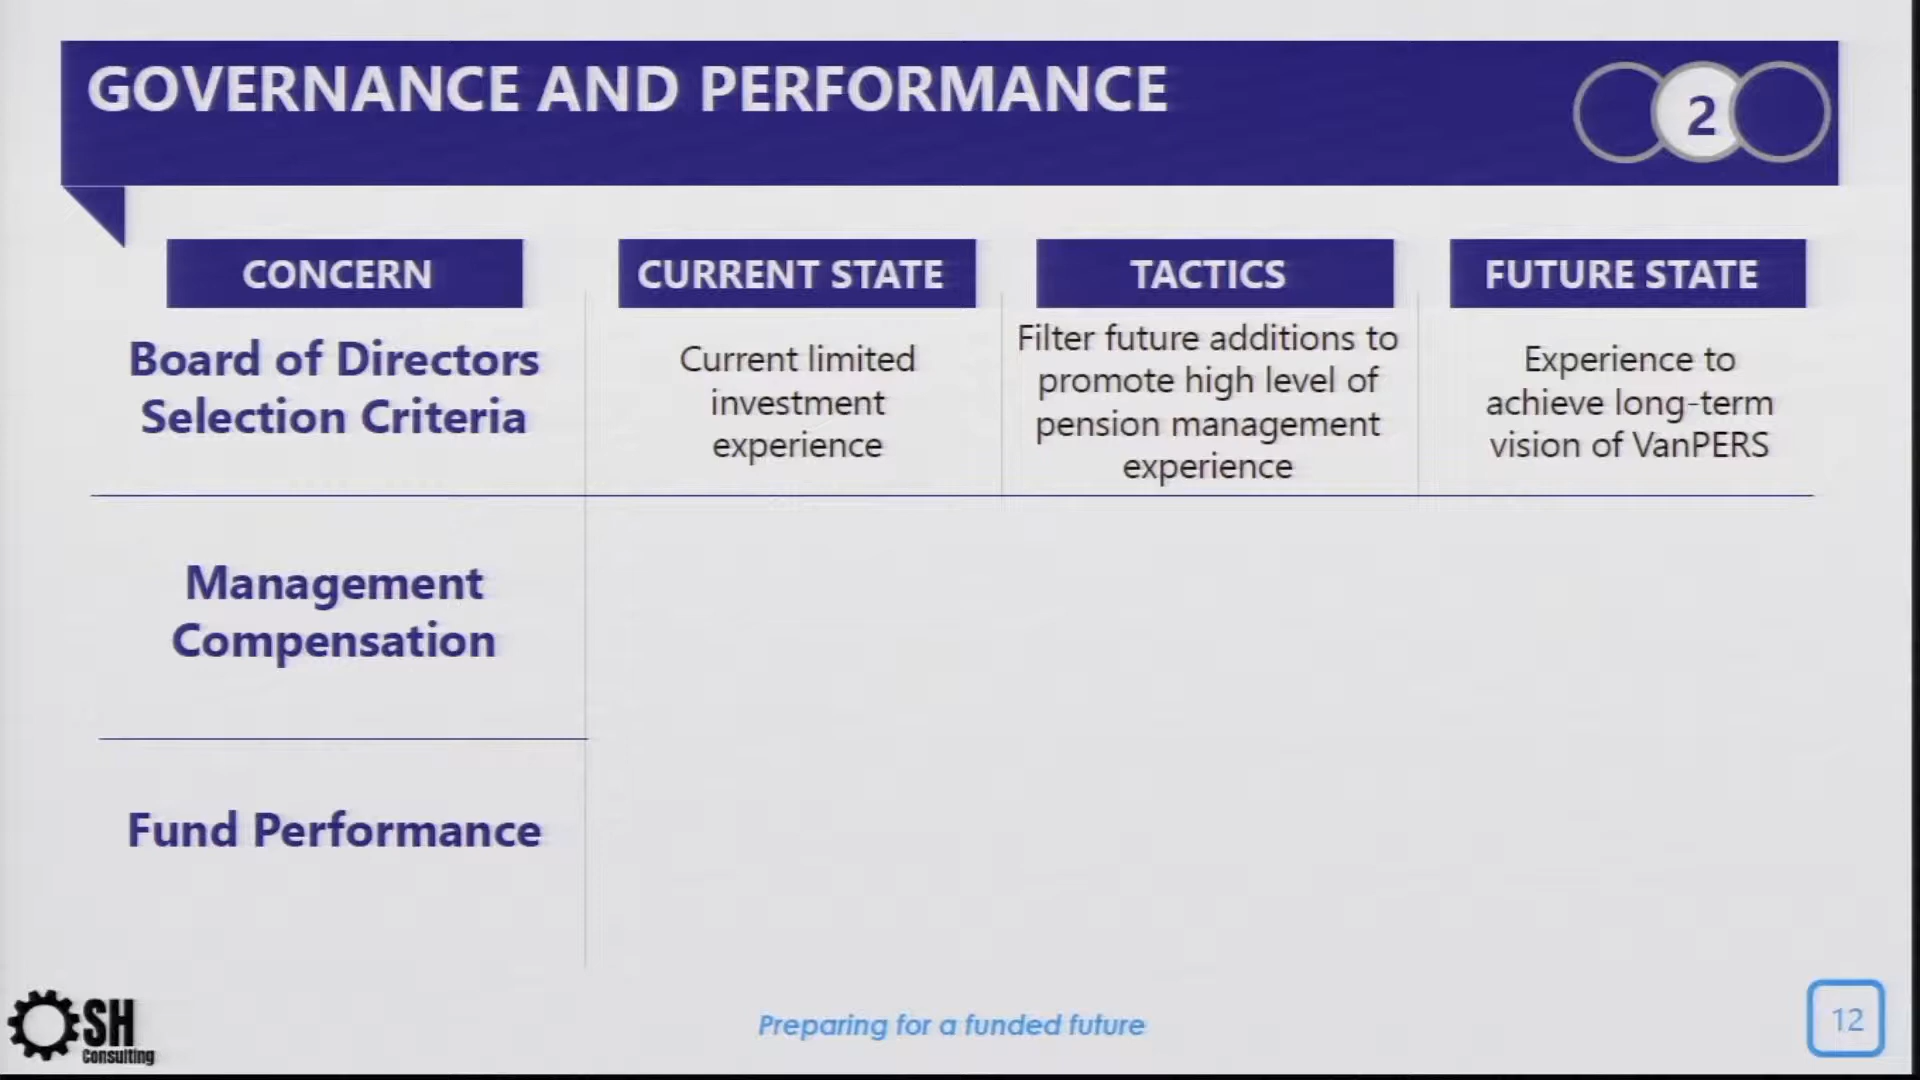 GOVERNANCE AND PERFORMANCE
2
CONCERN
CURRENT STATE
TACTICS
FUTURE STATE
Board of Directors
Selection Criteria
Current limited
investment
experience
Filter future additions to
promote high level of
pension management
experience
Experience to
achieve long-term
vision of VanPERS
Management
Compensation
Fund Performance
SH
Consulting
Preparing for a funded future
12